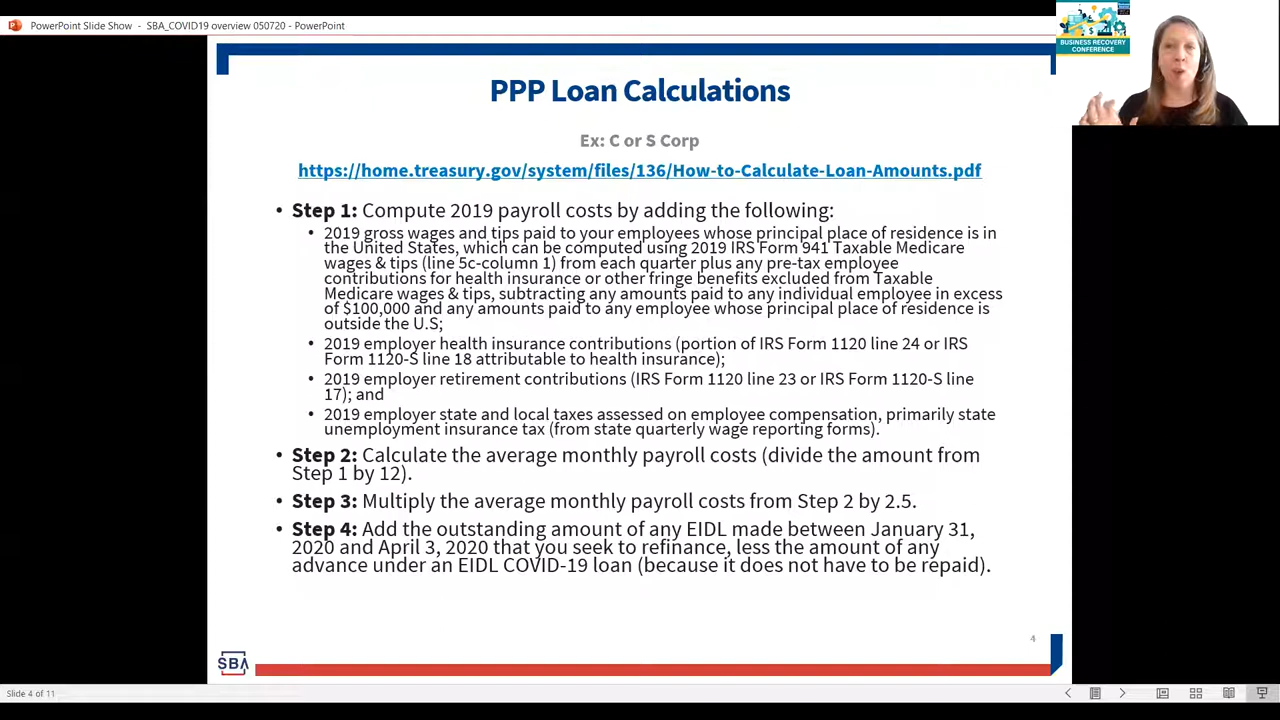 PowerPoint Slide Show - SBA_COVID19 overview 050720 - PowerPoint
BUSINESS RECOVERY
CONFERENCE
PPP Loan Calculations
Ex: C or S Corp
https://home.treasury.gov/system/files/136/How-to-Calculate-Loan-Amounts.pdf
• Step 1: Compute 2019 payroll costs by adding the following:
• 2019 gross wages and tips paid to your employees whose principal place of residence is in
the United States, which can be computed using 2019 IRS Form 941 Taxable Medicare
wages & tips (line 5c-column 1) from each quarter plus any pre-tax employee
contributions for health insurance or other fringe benefits excluded from Taxable
Medicare wages & tips, subtracting any amounts paid to any individual employee in excess
of $100,000 and any amounts paid to any employee whose principal place of residence is
outside the U.S;
• 2019 employer health insurance contributions (portion of IRS Form 1120 line 24 or IRS
Form 1120-S line 18 attributable to health insurance);
• 2019 employer retirement contributions (IRS Form 1120 line 23 or IRS Form 1120-S line
17); and
• 2019 employer state and local taxes assessed on employee compensation, primarily state
unemployment insurance tax (from state quarterly wage reporting forms).
• Step 2: Calculate the average monthly payroll costs (divide the amount from
Step 1 by 12).
• Step 3: Multiply the average monthly payroll costs from Step 2 by 2.5.
• Step 4: Add the outstanding amount of any EIDL made between January 31,
2020 and April 3, 2020 that you seek to refinance, less the amount of any
advance under an EIDL COVID-19 loan (because it does not have to be repaid).
4
SBA
Slide 4 of 11